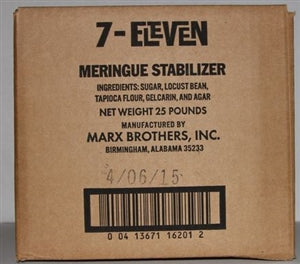 7-ELEVEN
MERINGUE STABILIZER
INGREDIENTS: SUGAR, LOCUST BEAN,
TAPIOCA FLOUR, GELCARIN, AND AGAR
NET WEIGHT 25 POUNDS
MANUFACTURED BY
MARX BROTHERS, INC.
BIRMINGHAM, ALABAMA 35233
4/06/15
0 04 13671 16201 2